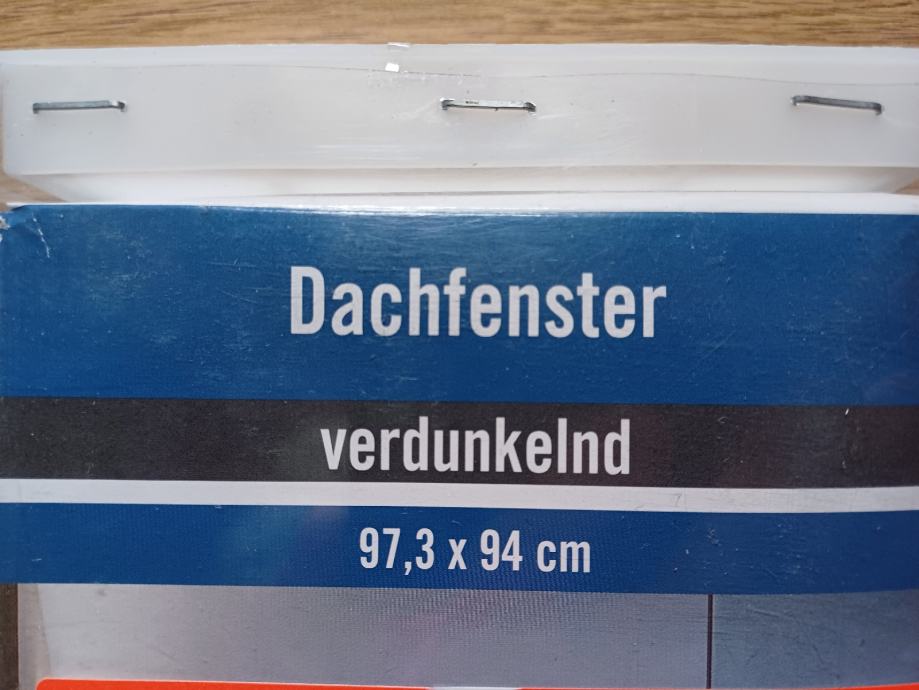 Dachfenster
verdunkelnd
97,3 x 94 cm